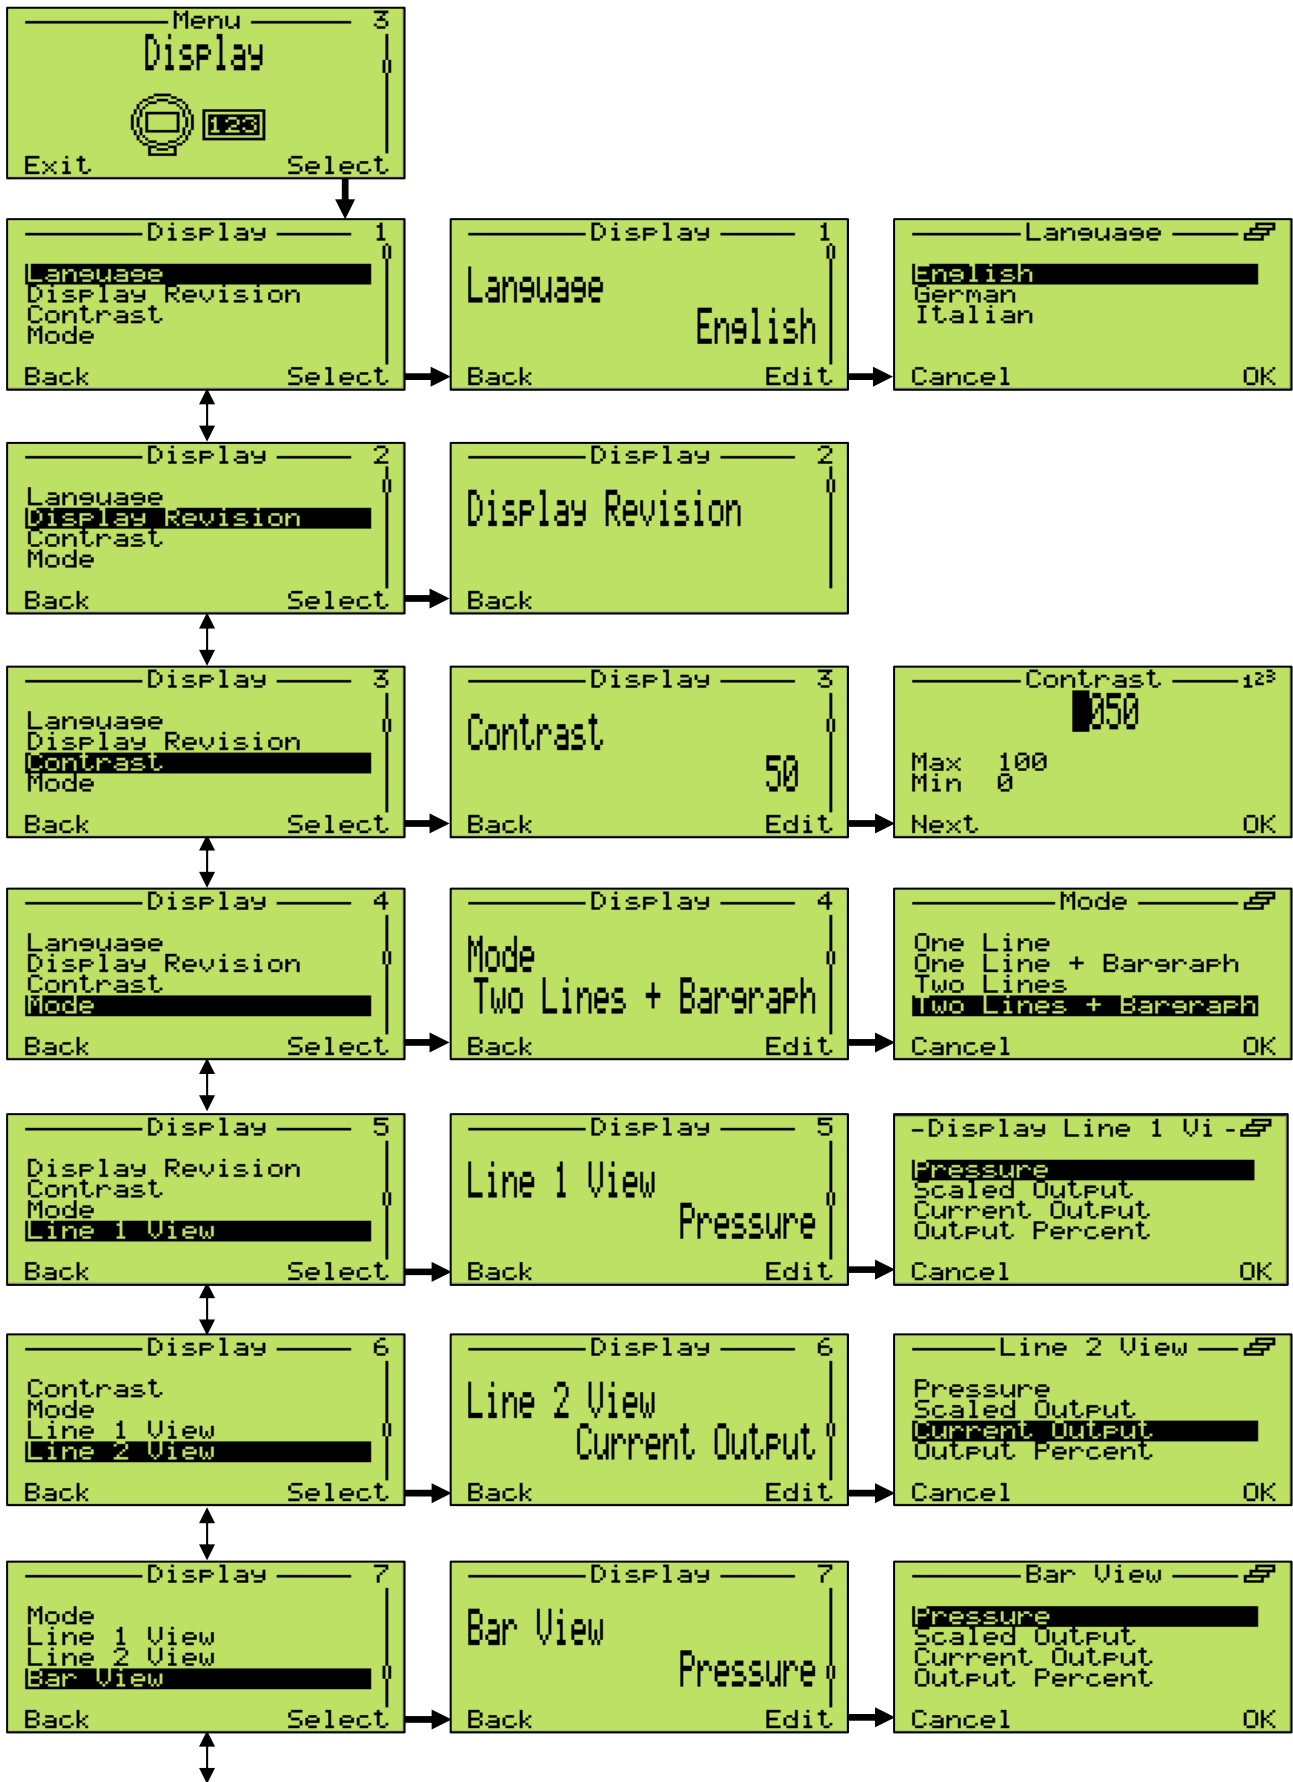 Menu 3
Display
123
Exit Select
Display 1
Language
Display Revision
Contrast
Mode
Back Select
Display 1
Language
English
Back Edit
Language
English
German
Italian
Cancel OK
Display 2
Language
Display Revision
Contrast
Mode
Back Select
Display 2
Display Revision
Back
Display 3
Language
Display Revision
Contrast
Mode
Back Select
Display 3
Contrast
50
Back Edit
Contrast 123
050
Max 100
Min 0
Next OK
Display 4
Language
Display Revision
Contrast
Mode
Back Select
Display 4
Mode
Two Lines + Bargraph
Back Edit
Mode
One Line
One Line + Bargraph
Two Lines
Two Lines + Bargraph
Cancel OK
Display 5
Display Revision
Contrast
Mode
Line 1 View
Back Select
Display 5
Line 1 View
Pressure
Back Edit
-Display Line 1 Vi-
Pressure
Scaled Output
Current Output
Output Percent
Cancel OK
Display 6
Contrast
Mode
Line 1 View
Line 2 View
Back Select
Display 6
Line 2 View
Current Output
Back Edit
Line 2 View
Pressure
Scaled Output
Current Output
Output Percent
Cancel OK
Display 7
Mode
Line 1 View
Line 2 View
Bar View
Back Select
Display 7
Bar View
Pressure
Back Edit
Bar View
Pressure
Scaled Output
Current Output
Output Percent
Cancel OK